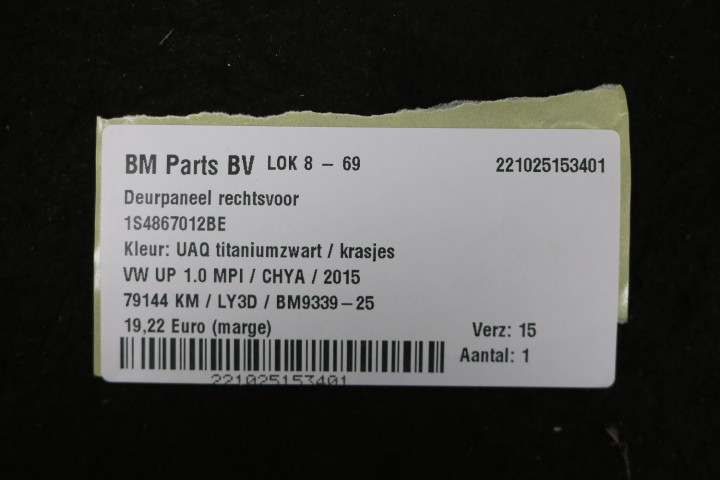 BM Parts BV LOK 8 - 69 221025153401
Deurpaneel rechtsvoor
1S4867012BE
Kleur: UAQ titaniumzwart / krasjes
VW UP 1.0 MPI / CHYA / 2015
79144 KM / LY3D / BM9339-25
19,22 Euro (marge) Verz: 15
Aantal: 1
221025153401